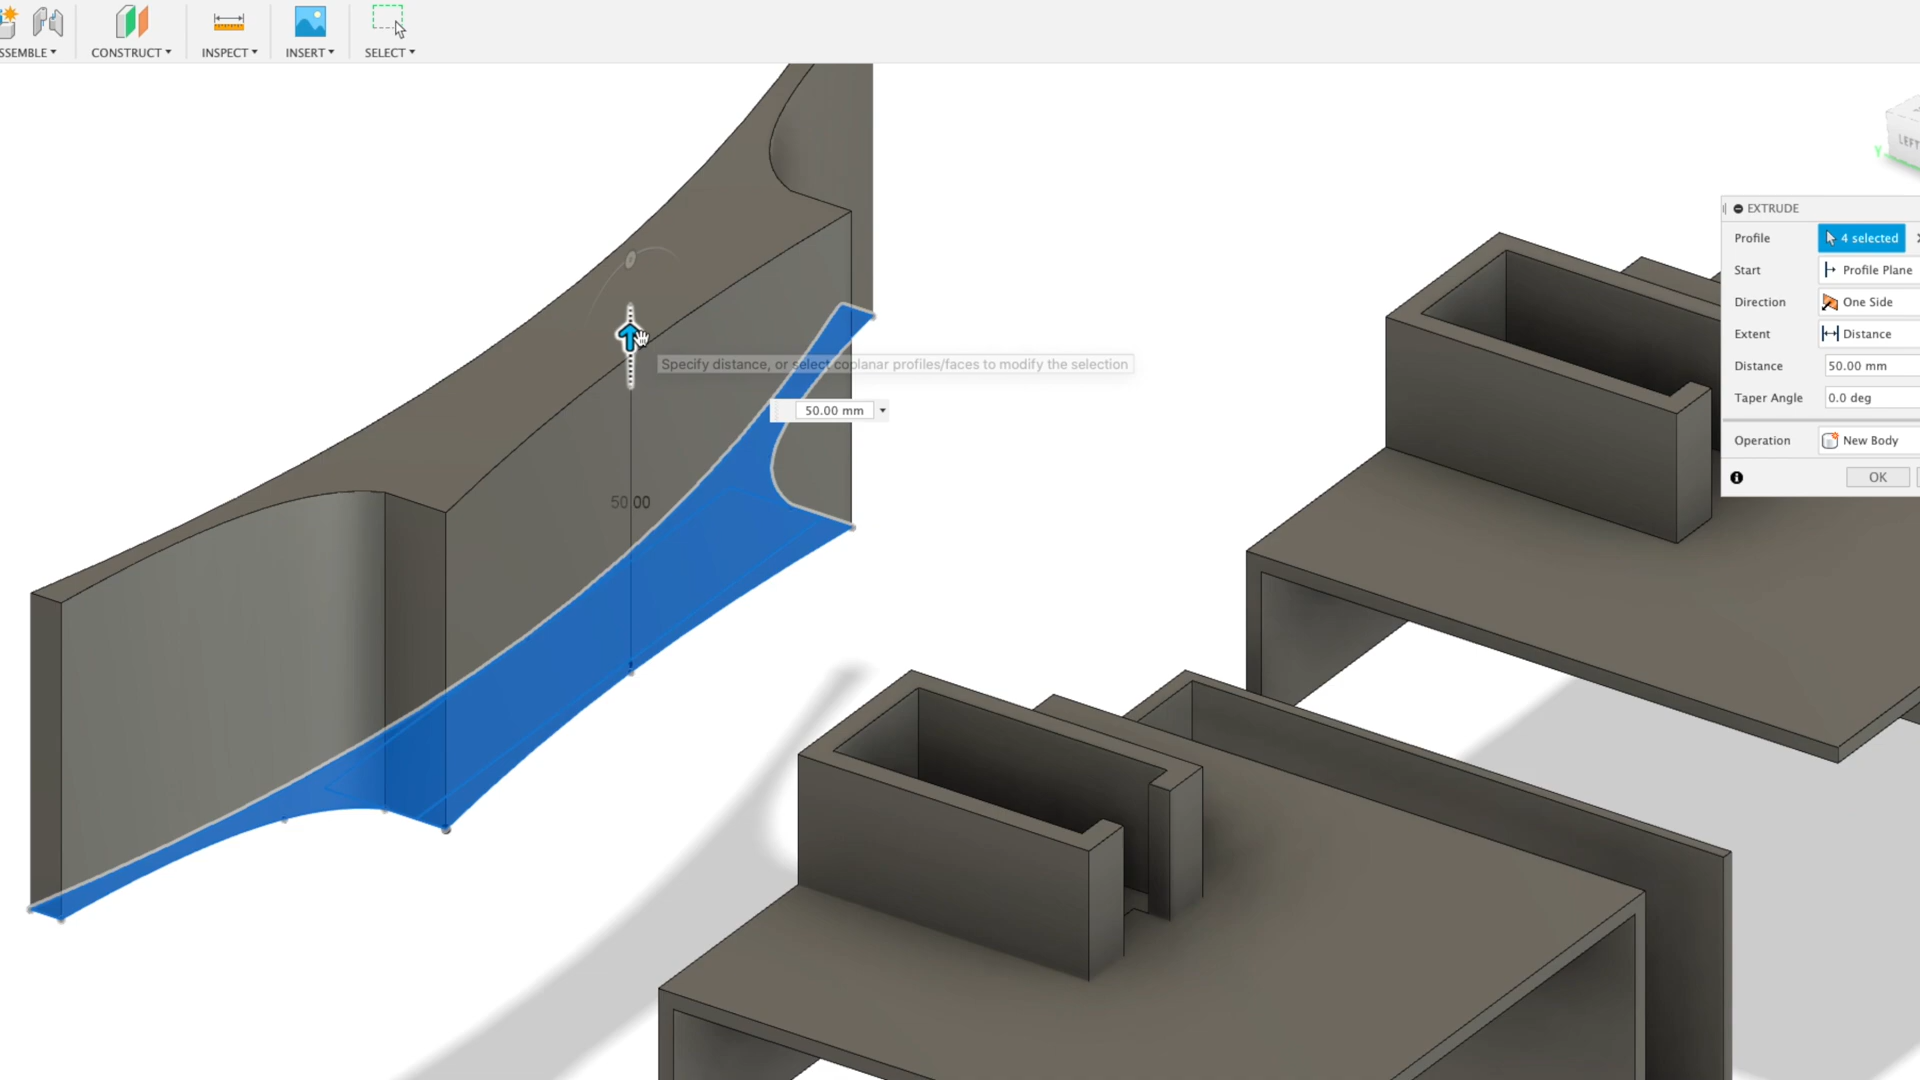 SSEMBLE▾ CONSTRUCT▾ INSPECT▾ INSERT▾ SELECT▾
LEFT
Y
EXTRUDE
Profile 4 selected
Start Profile Plane
Direction One Side
Extent Distance
Distance 50.00 mm
Taper Angle 0.0 deg
Operation New Body
OK
Specify distance, or select coplanar profiles/faces to modify the selection
50.00 mm
50.00